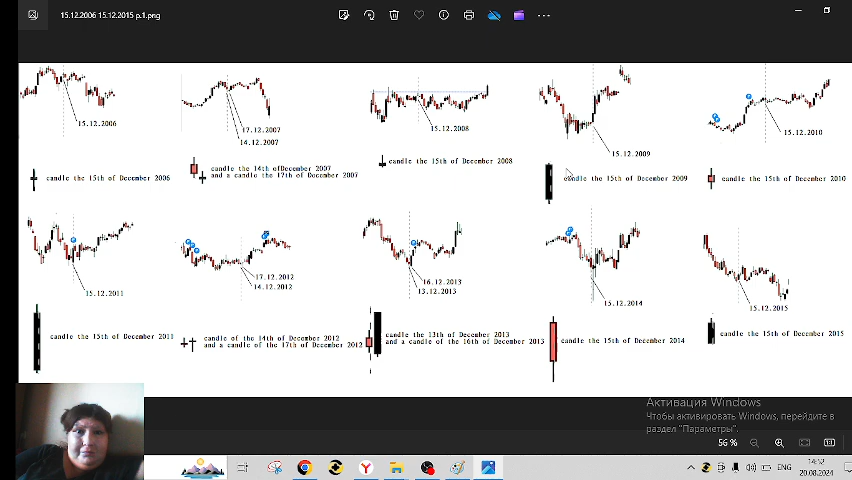 15.12.2006 15.12.2015 p.1.png
15.12.2006
17.12.2007
14.12.2007
15.12.2008
15.12.2009
15.12.2010
candle the 15th of December 2006
candle the 14th ofDecember 2007
and a candle the 17th of December 2007
candle the 15th of December 2008
candle the 15th of December 2009
candle the 15th of December 2010
15.12.2011
17.12.2012
14.12.2012
16.12.2013
13.12.2013
15.12.2014
15.12.2015
candle the 15th of December 2011
candle of the 14th of December 2012
and a candle of the 17th of December 2012
candle the 13th of December 2013
and a candle of the 16th of December 2013
candle the 15th of December 2014
candle the 15th of December 2015
Активация Windows
Чтобы активировать Windows, перейдите в
раздел "Параметры".
56 %
ENG
14:12
20.08.2024